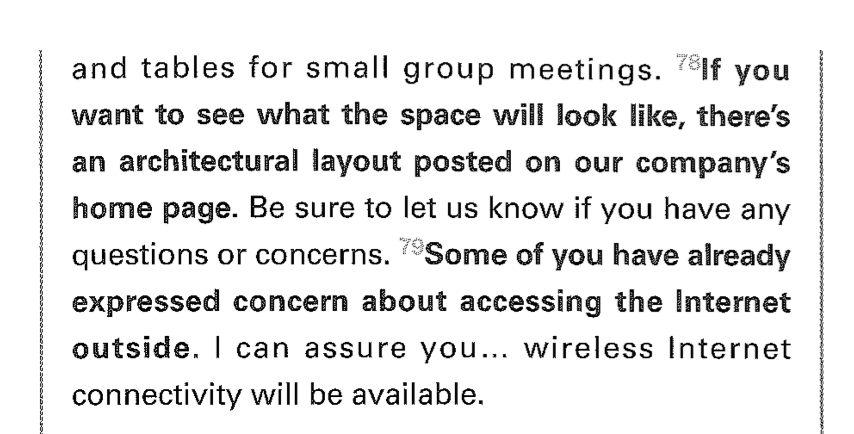 and tables for small group meetings. 78If you
want to see what the space will look like, there's
an architectural layout posted on our company's
home page. Be sure to let us know if you have any
questions or concerns. 79Some of you have already
expressed concern about accessing the Internet
outside. I can assure you... wireless Internet
connectivity will be available.